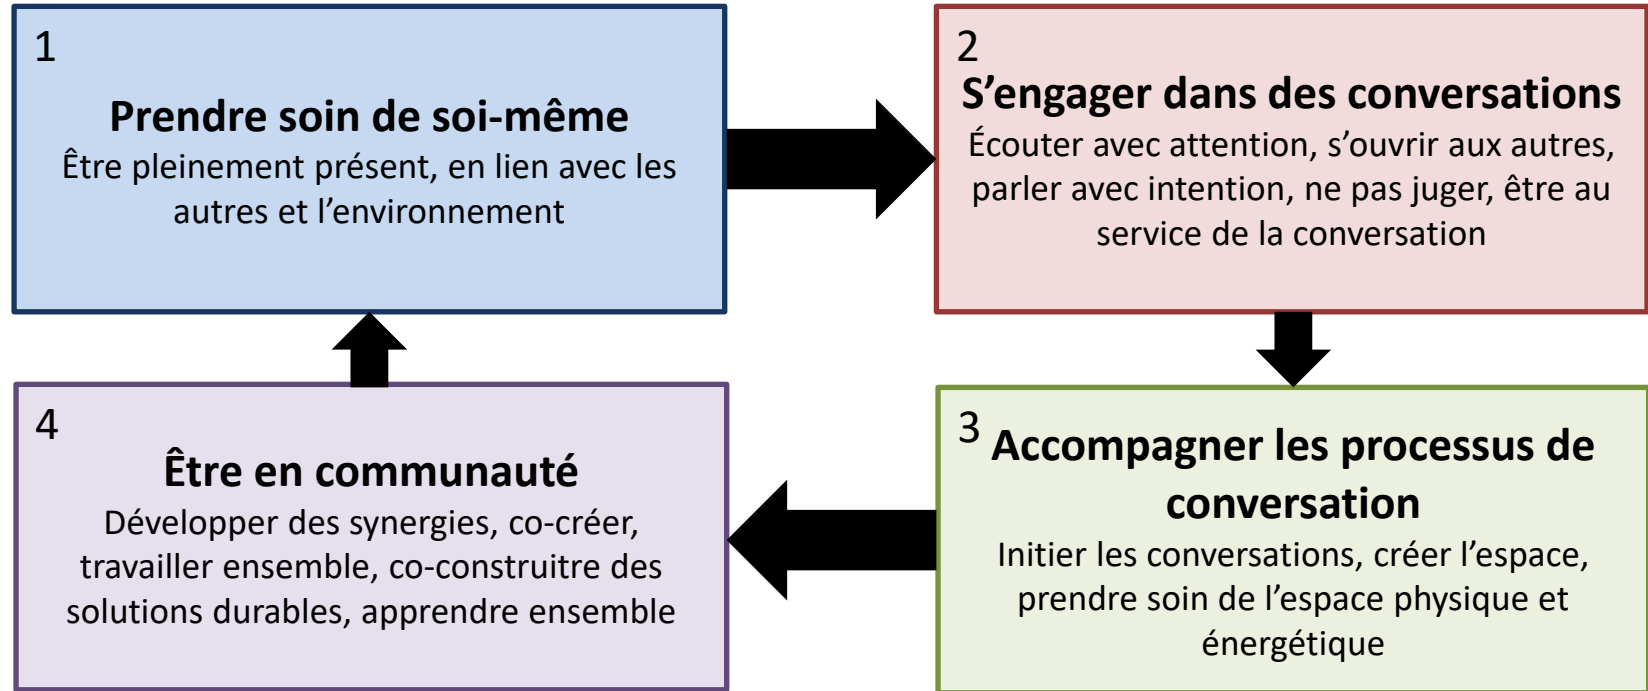 1
Prendre soin de soi-même
Être pleinement présent, en lien avec les
autres et l’environnement
2
S’engager dans des conversations
Écouter avec attention, s’ouvrir aux autres,
parler avec intention, ne pas juger, être au
service de la conversation
3
Accompagner les processus de
conversation
Initier les conversations, créer l’espace,
prendre soin de l’espace physique et
énergétique
4
Être en communauté
Développer des synergies, co-créer,
travailler ensemble, co-construitre des
solutions durables, apprendre ensemble